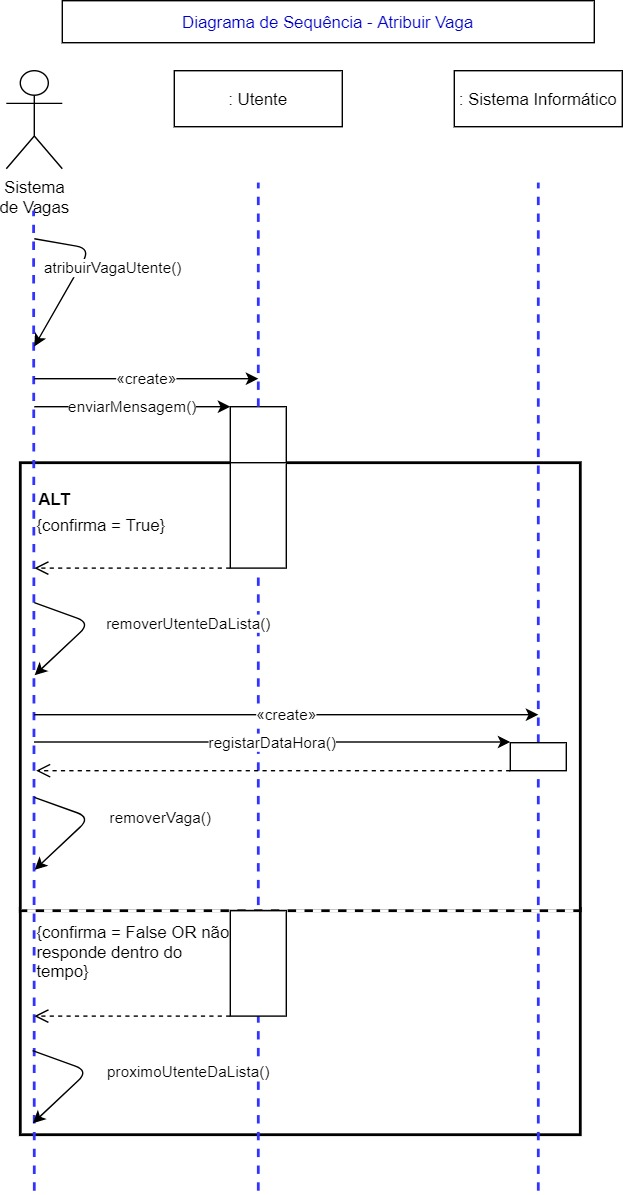 Diagrama de Sequência - Atribuir Vaga
: Utente
: Sistema Informático
Sistema
de Vagas
atribuirVagaUtente()
«create»
enviarMensagem()
ALT
{confirma = True}
removerUtenteDaLista()
«create»
registarDataHora()
removerVaga()
{confirma = False OR não
responde dentro do
tempo}
proximoUtenteDaLista()